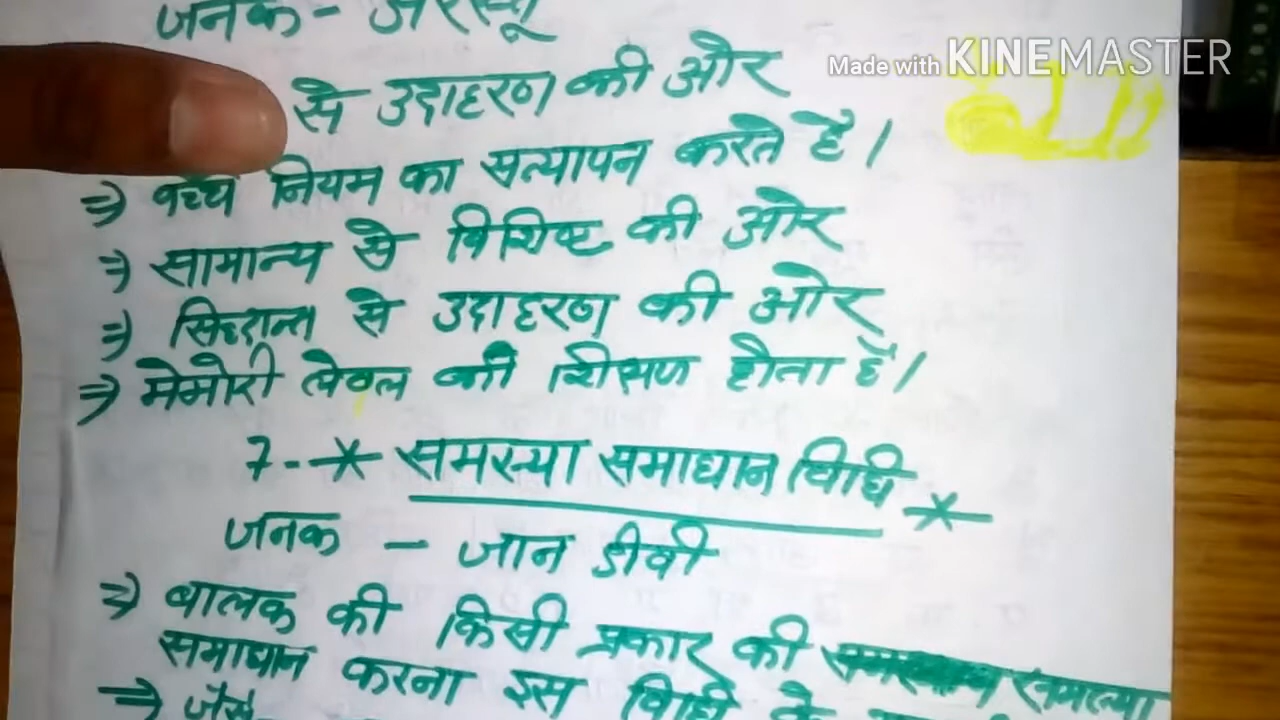 जनक - अरस्तू
Made with KINEMASTER
से उदाहरण की ओर
⇒ बच्चे नियम का सत्यापन करते है।
⇒ सामान्य से विशिष्ट की ओर
⇒ सिद्धान्त से उदाहरण की ओर
⇒ मेमोरी लेवल की शिक्षण होता है।
7- * समस्या समाधान विधि *
जनक - जान डीवी
⇒ बालक की किसी प्रकार की समस्या
समाधान करना इस विधि के
⇒ जैसे